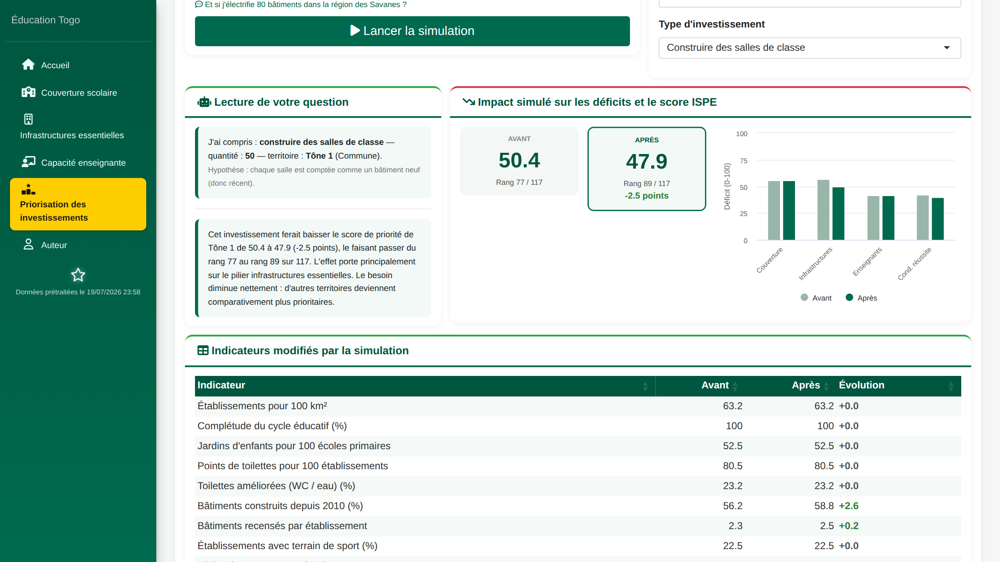 Éducation Togo
Accueil
Couverture scolaire
Infrastructures essentielles
Capacité enseignante
Priorisation des
investissements
Auteur
Données prétraitées le 19/07/2026 23:58
Et si j'électrifie 80 bâtiments dans la région des Savanes ?
Lancer la simulation
Type d'investissement
Construire des salles de classe
Lecture de votre question
J'ai compris : construire des salles de classe —
quantité : 50 — territoire : Tône 1 (Commune).
Hypothèse : chaque salle est comptée comme un bâtiment neuf
(donc récent).
Cet investissement ferait baisser le score de priorité de
Tône 1 de 50.4 à 47.9 (-2.5 points), le faisant passer du
rang 77 au rang 89 sur 117. L'effet porte principalement
sur le pilier infrastructures essentielles. Le besoin
diminue nettement : d'autres territoires deviennent
comparativement plus prioritaires.
Impact simulé sur les déficits et le score ISPE
AVANT
50.4
Rang 77 / 117
APRÈS
47.9
Rang 89 / 117
-2.5 points
Déficit (0-100)
100
75
50
25
0
Couverture
Infrastructures
Enseignants
Cond. réussite
Avant
Après
Indicateurs modifiés par la simulation
Indicateur Avant Après Évolution
Établissements pour 100 km² 63.2 63.2 +0.0
Complétude du cycle éducatif (%) 100 100 +0.0
Jardins d'enfants pour 100 écoles primaires 52.5 52.5 +0.0
Points de toilettes pour 100 établissements 80.5 80.5 +0.0
Toilettes améliorées (WC / eau) (%) 23.2 23.2 +0.0
Bâtiments construits depuis 2010 (%) 56.2 58.8 +2.6
Bâtiments recensés par établissement 2.3 2.5 +0.2
Établissements avec terrain de sport (%) 22.5 22.5 +0.0